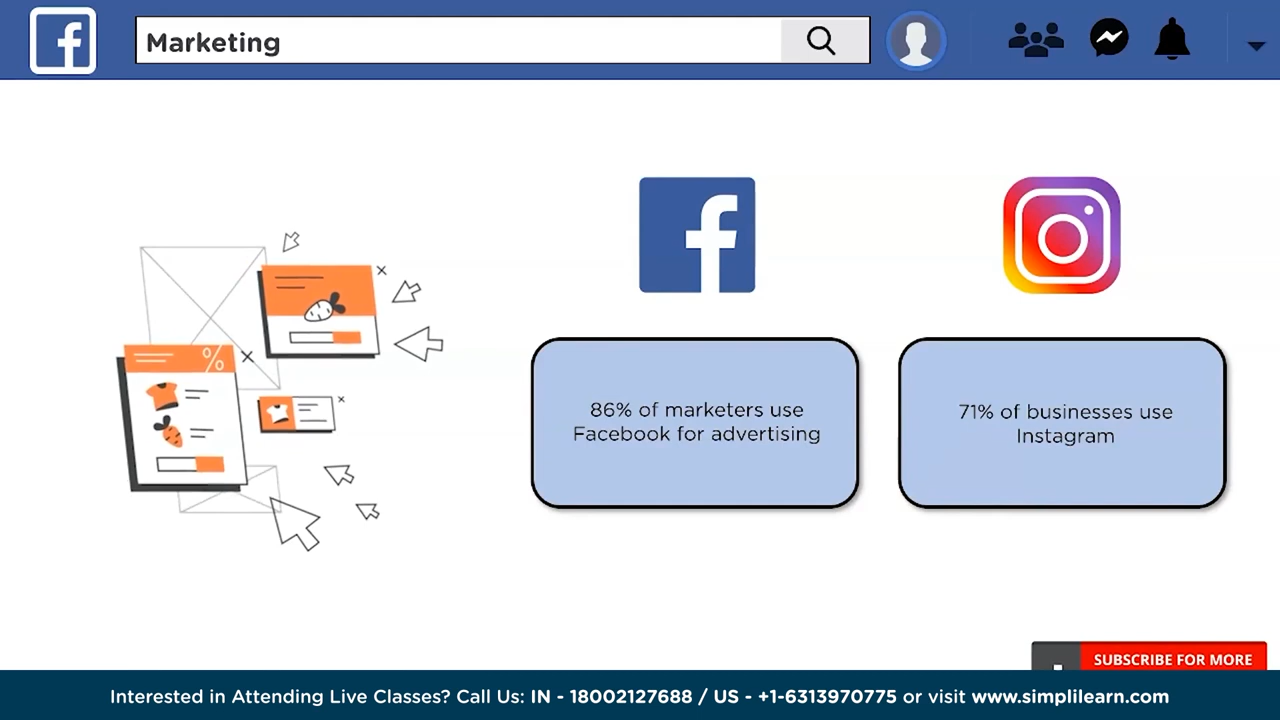 Marketing
86% of marketers use
Facebook for advertising
71% of businesses use
Instagram
%
SUBSCRIBE FOR MORE
Interested in Attending Live Classes? Call Us: IN - 18002127688 / US - +1-6313970775 or visit www.simplilearn.com